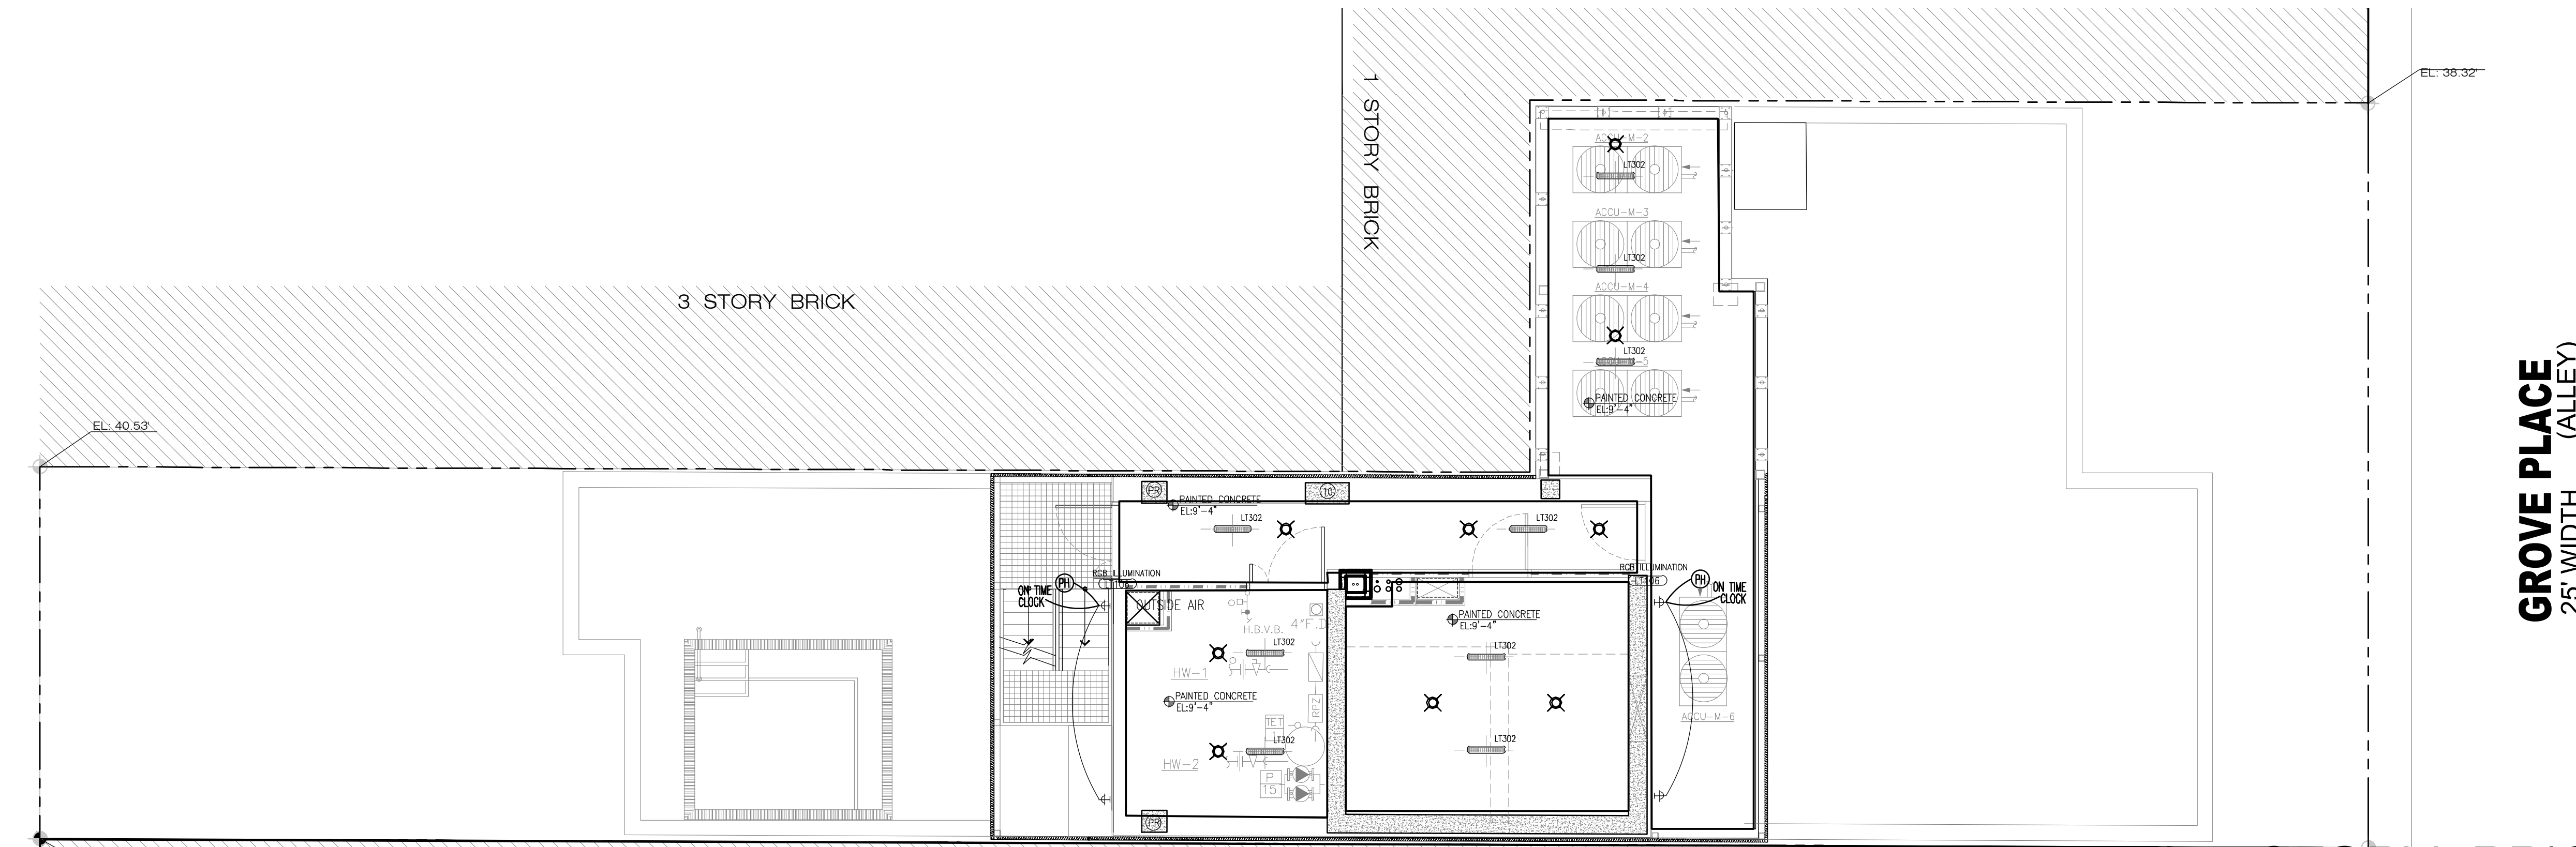 EL: 38.32'
1 STORY BRICK
ACCU-M-2
LT302
ACCU-M-3
LT302
ACCU-M-4
3 STORY BRICK
LT302
PAINTED CONCRETE
EL:9'-4"
GROVE PLACE
25' WIDTH (ALLEY)
EL: 40.53'
PR
10
PAINTED CONCRETE
EL:9'-4"
LT302
LT302
RGB ILLUMINATION
RGB ILLUMINATION
PH
PH
ON TIME
CLOCK
ON TIME
CLOCK
OUTSIDE AIR
H.B.V.B.
4"F.D
PAINTED CONCRETE
EL:9'-4"
LT302
LT302
HW-1
PAINTED CONCRETE
EL:9'-4"
RPZ
ACCU-M-6
TET
1
LT302
LT302
HW-2
P
15
PR